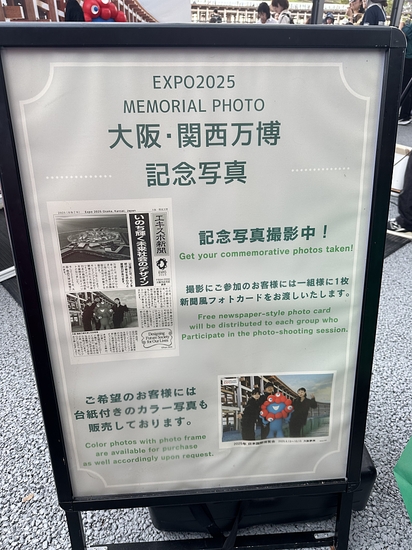 EXPO2025
MEMORIAL PHOTO
大阪・関西万博
記念写真
エキスポ新聞
いのち輝く未来社会のデザイン
Designing
Future Society
for Our Lives
記念写真撮影中！
Get your commemorative photos taken!
撮影にご参加のお客様には一組様に1枚
新聞風フォトカードをお渡しいたします。
Free newspaper-style photo card
will be distributed to each group who
Participate in the photo-shooting session.
ご希望のお客様には
台紙付きのカラー写真も
販売しております。
Color photos with photo frame
are available for purchase
as well accordingly upon request.